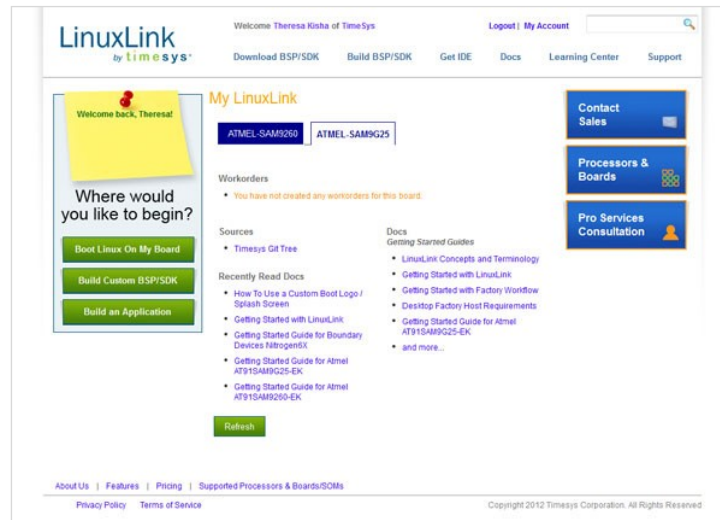 LinuxLink
by timesys
Welcome Theresa Kisha of TimeSys
Logout | My Account
Download BSP/SDK Build BSP/SDK Get IDE Docs Learning Center Support
Welcome back, Theresa!
Where would
you like to begin?
Boot Linux On My Board
Build Custom BSP/SDK
Build an Application
My LinuxLink
ATMEL-SAM9260 ATMEL-SAM9G25
Workorders
You have not created any workorders for this board.
Sources
Timesys Git Tree
Recently Read Docs
How To Use a Custom Boot Logo /
Splash Screen
Getting Started with LinuxLink
Getting Started Guide for Boundary
Devices Nitrogen6X
Getting Started Guide for Atmel
AT91SAM9G25-EK
Getting Started Guide for Atmel
AT91SAM9260-EK
Refresh
Docs
Getting Started Guides
LinuxLink Concepts and Terminology
Getting Started with LinuxLink
Getting Started with Factory Workflow
Desktop Factory Host Requirements
Getting Started Guide for Atmel
AT91SAM9G25-EK
and more...
Contact
Sales
Processors &
Boards
Pro Services
Consultation
About Us | Features | Pricing | Supported Processors & Boards/SOMs
Privacy Policy Terms of Service
Copyright 2012 Timesys Corporation. All Rights Reserved